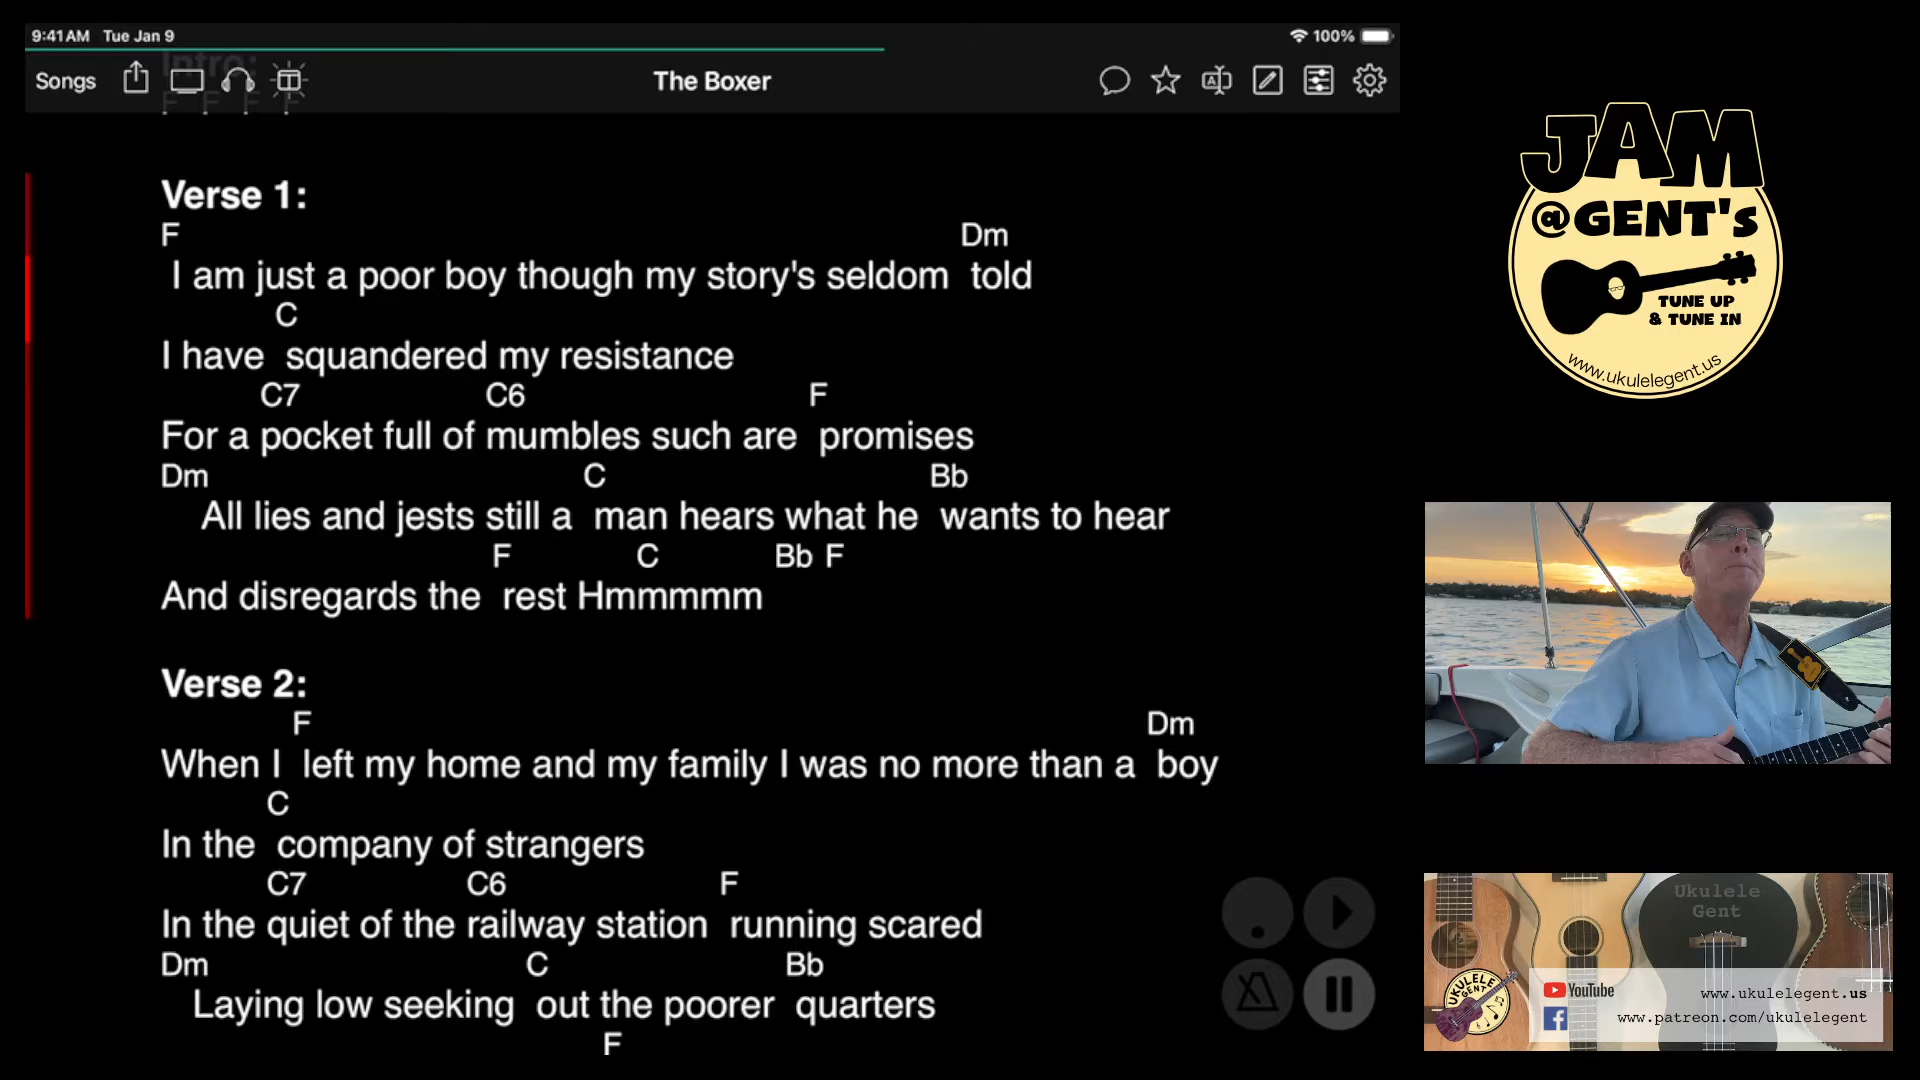 9:41AM Tue Jan 9
100%
Intro:
F F F F
Songs
The Boxer
Verse 1:
F Dm
I am just a poor boy though my story's seldom told
C
I have squandered my resistance
C7 C6 F
For a pocket full of mumbles such are promises
Dm C Bb
All lies and jests still a man hears what he wants to hear
F C Bb F
And disregards the rest Hmmmmm
Verse 2:
F Dm
When I left my home and my family I was no more than a boy
C
In the company of strangers
C7 C6 F
In the quiet of the railway station running scared
Dm C Bb
Laying low seeking out the poorer quarters
F
JAM
@GENT's
TUNE UP
& TUNE IN
www.ukulelegent.us
Ukulele
Gent
UKULELE
GENT
YouTube
www.ukulelegent.us
www.patreon.com/ukulelegent